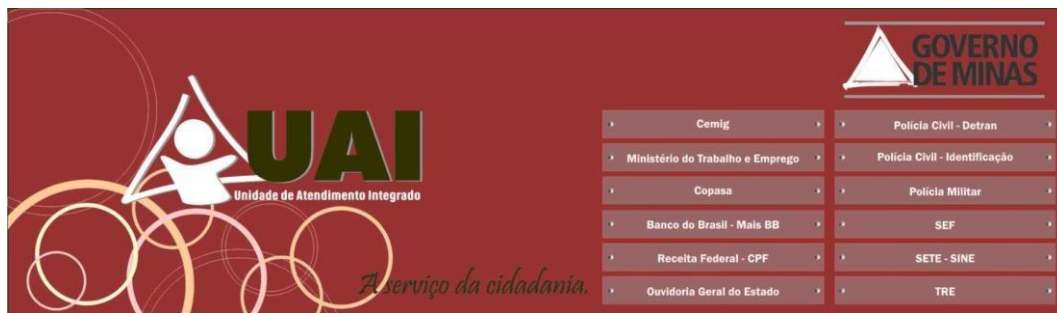 GOVERNO
DE MINAS
UAI
Unidade de Atendimento Integrado
A serviço da cidadania.
Cemig
Ministério do Trabalho e Emprego
Copasa
Banco do Brasil - Mais BB
Receita Federal - CPF
Ouvidoria Geral do Estado
Polícia Civil - Detran
Polícia Civil - Identificação
Polícia Militar
SEF
SETE - SINE
TRE